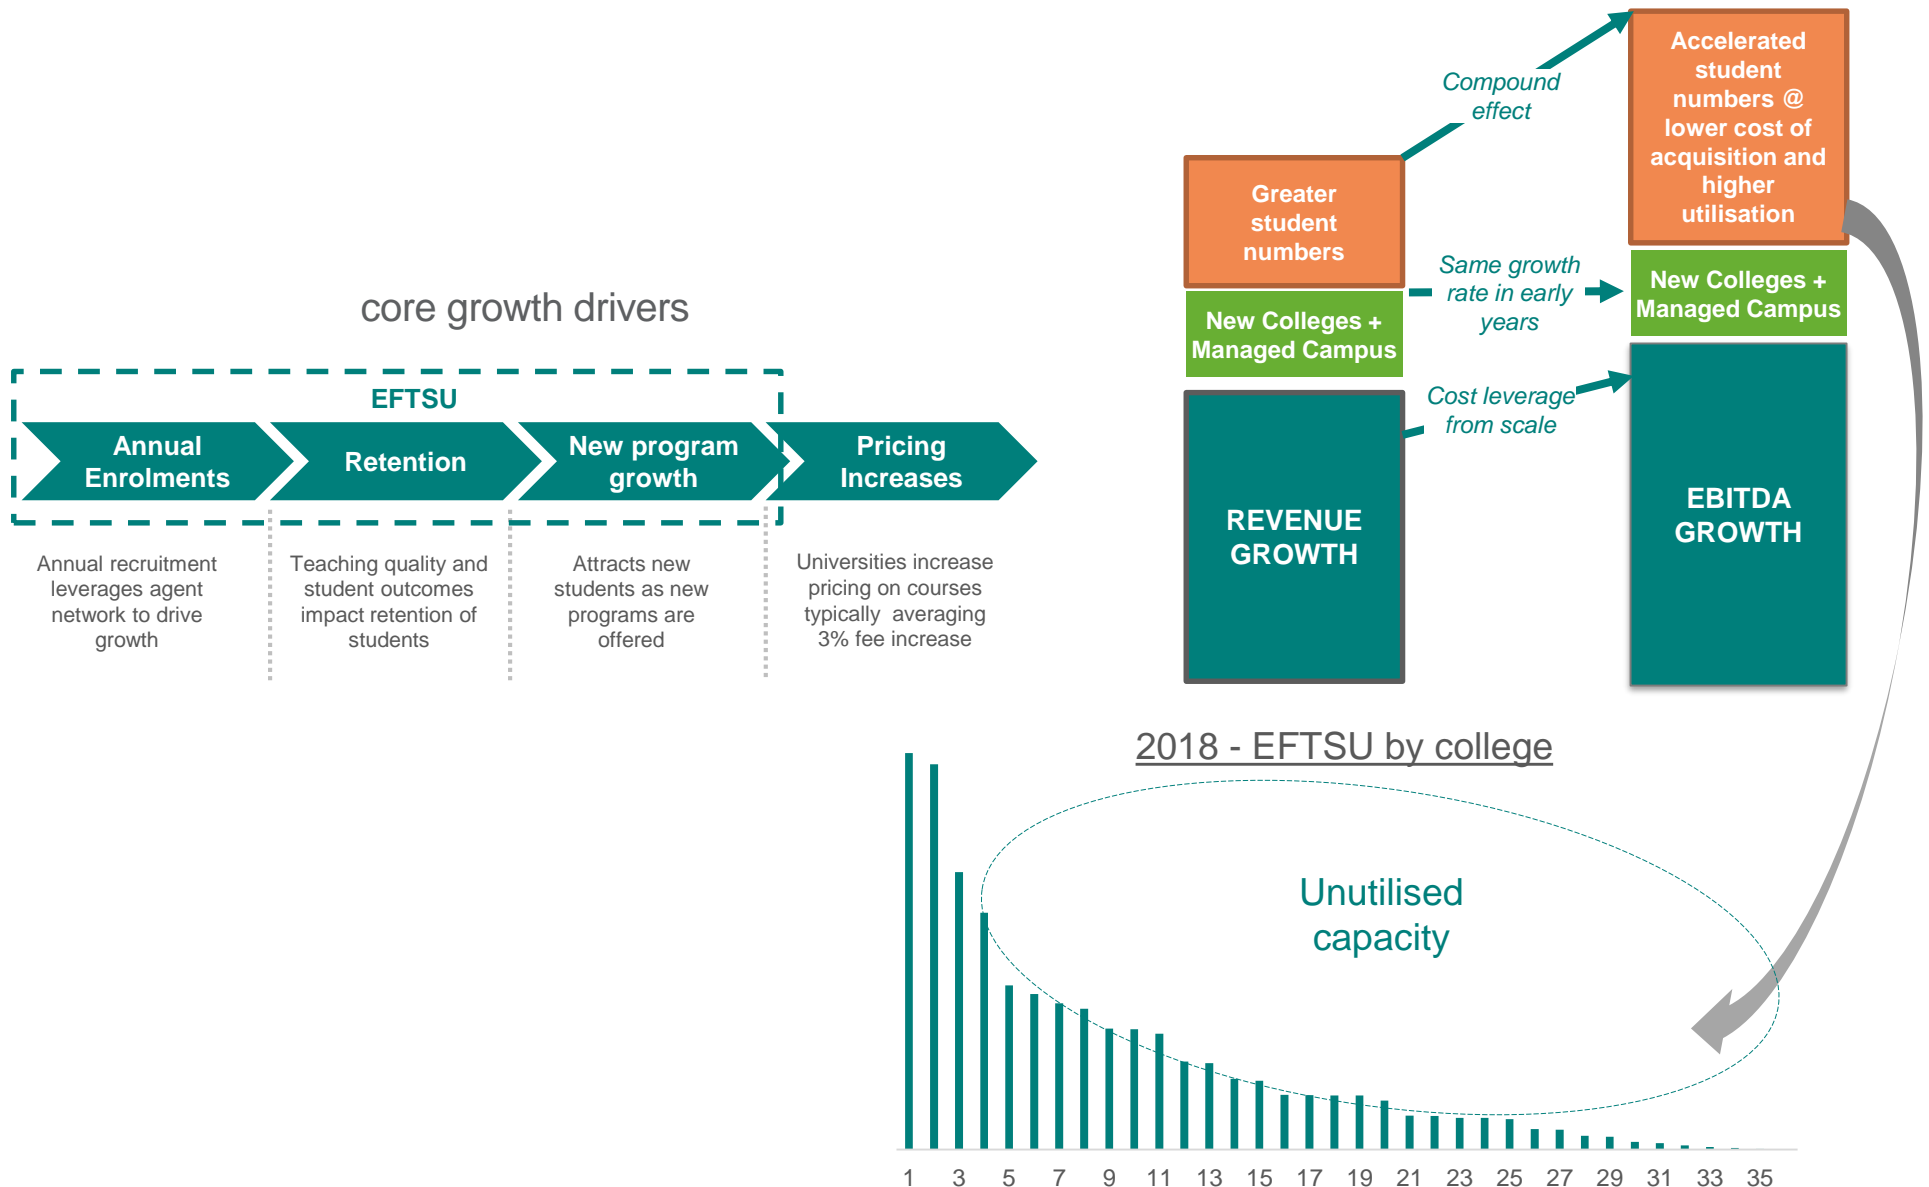 core growth drivers
EFTSU
Annual
Enrolments
Retention
New program
growth
Pricing
Increases
Annual recruitment
leverages agent
network to drive
growth
Teaching quality and
student outcomes
impact retention of
students
Attracts new
students as new
programs are
offered
Universities increase
pricing on courses
typically averaging
3% fee increase
Greater
student
numbers
New Colleges +
Managed Campus
REVENUE
GROWTH
Compound
effect
Same growth
rate in early
years
Cost leverage
from scale
Accelerated
student
numbers @
lower cost of
acquisition and
higher
utilisation
New Colleges +
Managed Campus
EBITDA
GROWTH
2018 - EFTSU by college
Unutilised
capacity
1 3 5 7 9 11 13 15 17 19 21 23 25 27 29 31 33 35